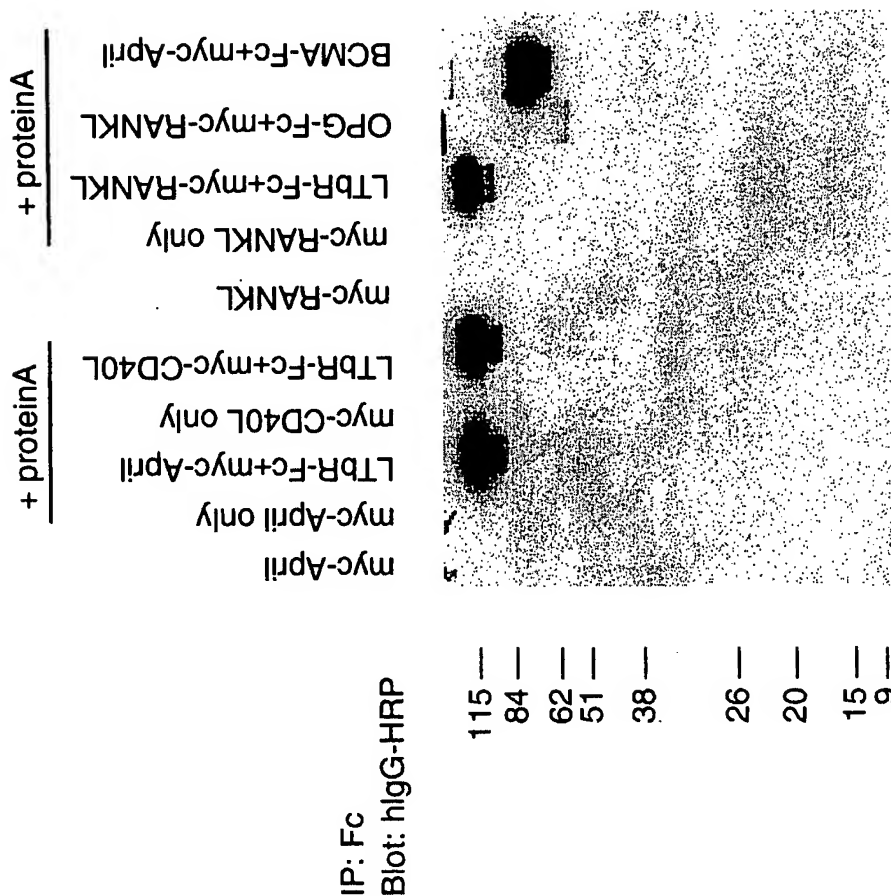 + proteinA
BCMA-Fc+myc-April
OPG-Fc+myc-RANKL
LTbR-Fc+myc-RANKL
myc-RANKL only
myc-RANKL
+ proteinA
LTbR-Fc+myc-CD40L
myc-CD40L only
LTbR-Fc+myc-April
myc-April only
myc-April
IP: Fc
Blot: hIgG-HRP
115
84
62
51
38
26
20
15
9